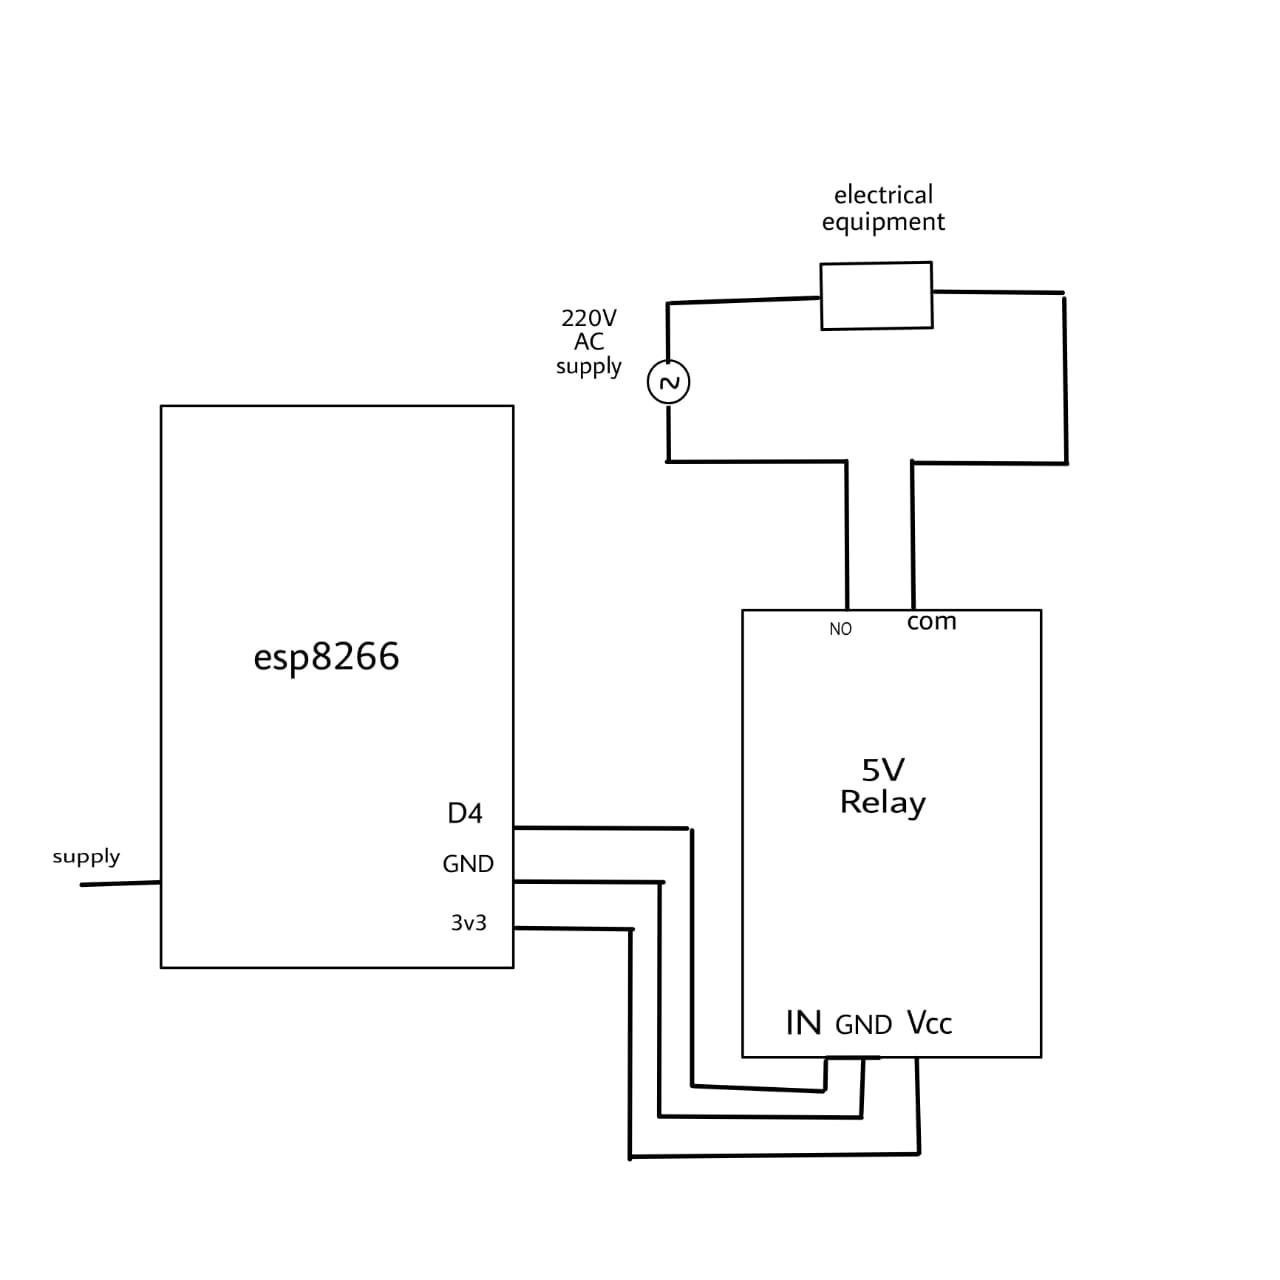 electrical
equipment
220V
AC
supply
NO
com
esp8266
5V
Relay
D4
GND
3v3
supply
IN GND Vcc